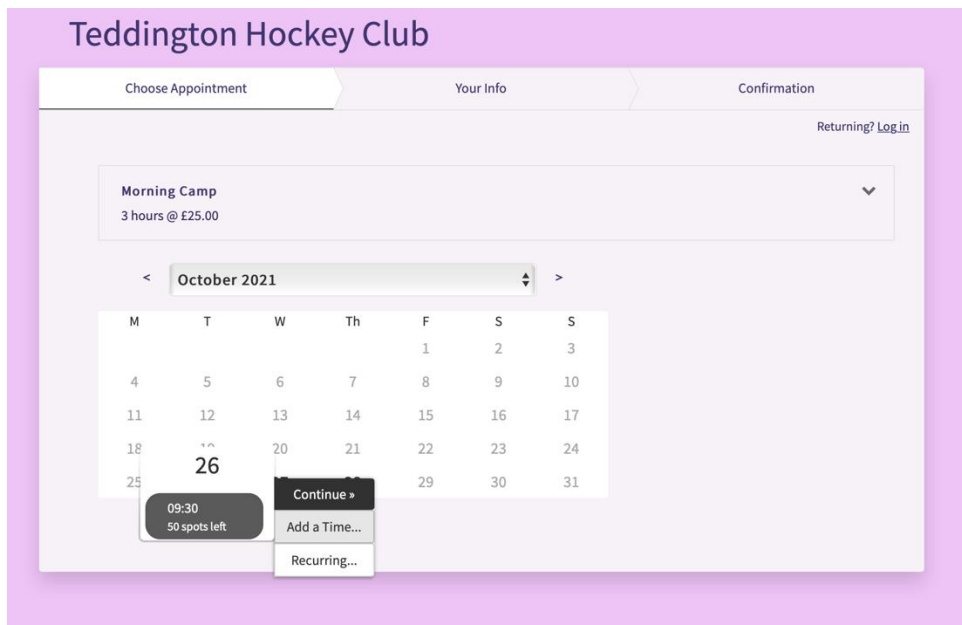 Teddington Hockey Club
Choose Appointment
Your Info
Confirmation
Returning? Log in
Morning Camp
3 hours @ £25.00
< October 2021 >
M T W Th F S S
1 2 3
4 5 6 7 8 9 10
11 12 13 14 15 16 17
18 20 21 22 23 24
26
25 29 30 31
Continue »
09:30
50 spots left
Add a Time...
Recurring...